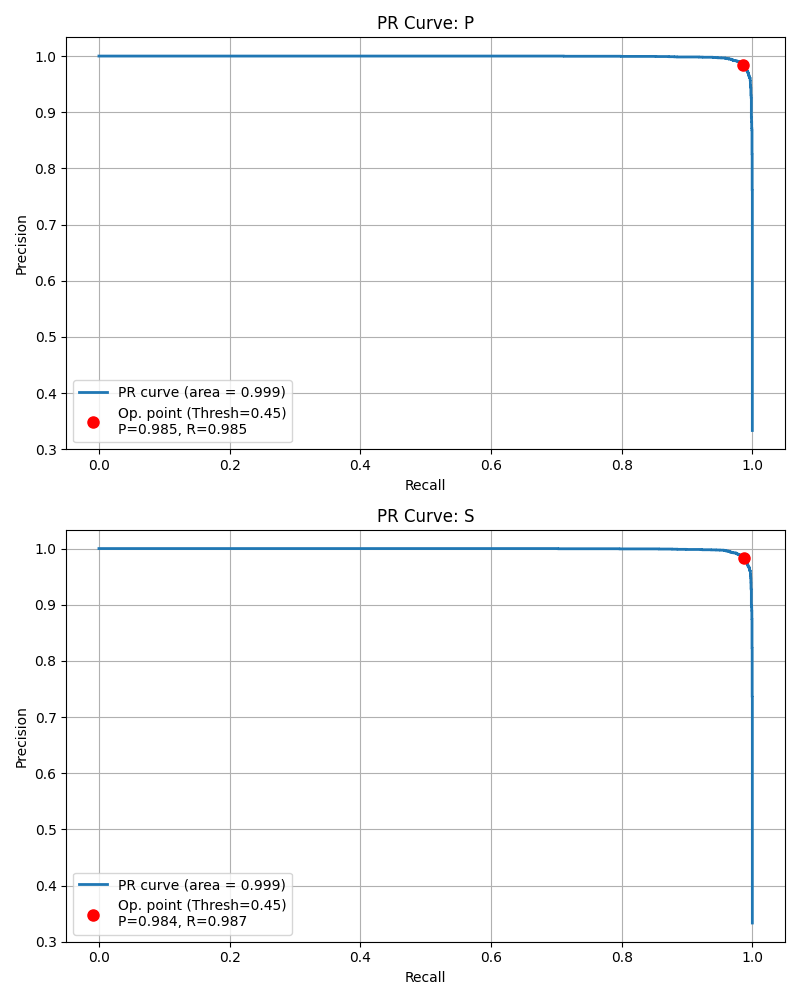 PR Curve: P
1.0
0.9
0.8
0.7
0.6
0.5
0.4
0.3
Precision
PR curve (area = 0.999)
Op. point (Thresh=0.45)
P=0.985, R=0.985
0.0 0.2 0.4 0.6 0.8 1.0
Recall
PR Curve: S
1.0
0.9
0.8
0.7
0.6
0.5
0.4
0.3
Precision
PR curve (area = 0.999)
Op. point (Thresh=0.45)
P=0.984, R=0.987
0.0 0.2 0.4 0.6 0.8 1.0
Recall